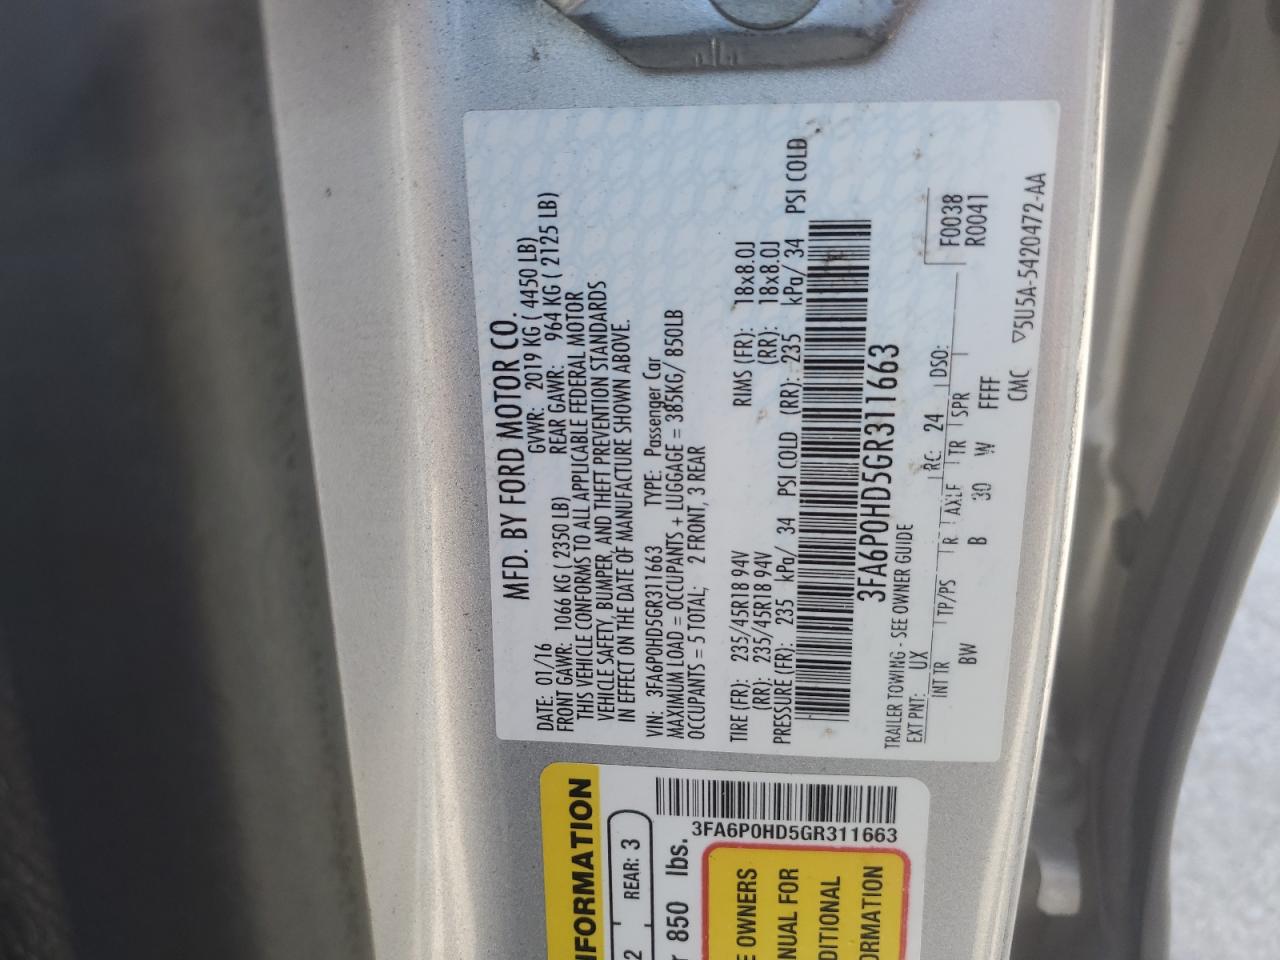 MFD. BY FORD MOTOR CO.
DATE: 01/16 GVWR: 2019 KG ( 4450 LB)
FRONT GAWR: 1066 KG ( 2350 LB) REAR GAWR: 964 KG ( 2125 LB)
THIS VEHICLE CONFORMS TO ALL APPLICABLE FEDERAL MOTOR
VEHICLE SAFETY, BUMPER, AND THEFT PREVENTION STANDARDS
IN EFFECT ON THE DATE OF MANUFACTURE SHOWN ABOVE.
VIN: 3FA6P0HD5GR311663 TYPE: Passenger Car
MAXIMUM LOAD = OCCUPANTS + LUGGAGE = 385KG/ 850LB
OCCUPANTS = 5 TOTAL; 2 FRONT, 3 REAR
TIRE (FR): 235/45R18 94V RIMS (FR): 18x8.0J
(RR): 235/45R18 94V (RR): 18x8.0J
PRESSURE (FR): 235 kPa/ 34 PSI COLD (RR): 235 kPa/ 34 PSI COLD
3FA6P0HD5GR311663
TRAILER TOWING - SEE OWNER GUIDE
EXT PNT: UX RC: 24 DSO: F0038
R0041
INT TR TP/PS R AXLE TR SPR
BW B 30 W FFFF
CMC ▽5U5A-5420472-AA
FORMATION
2 REAR: 3
850 lbs.
3FA6P0HD5GR311663
OWNERS
NUAL FOR
DITIONAL
ORMATION